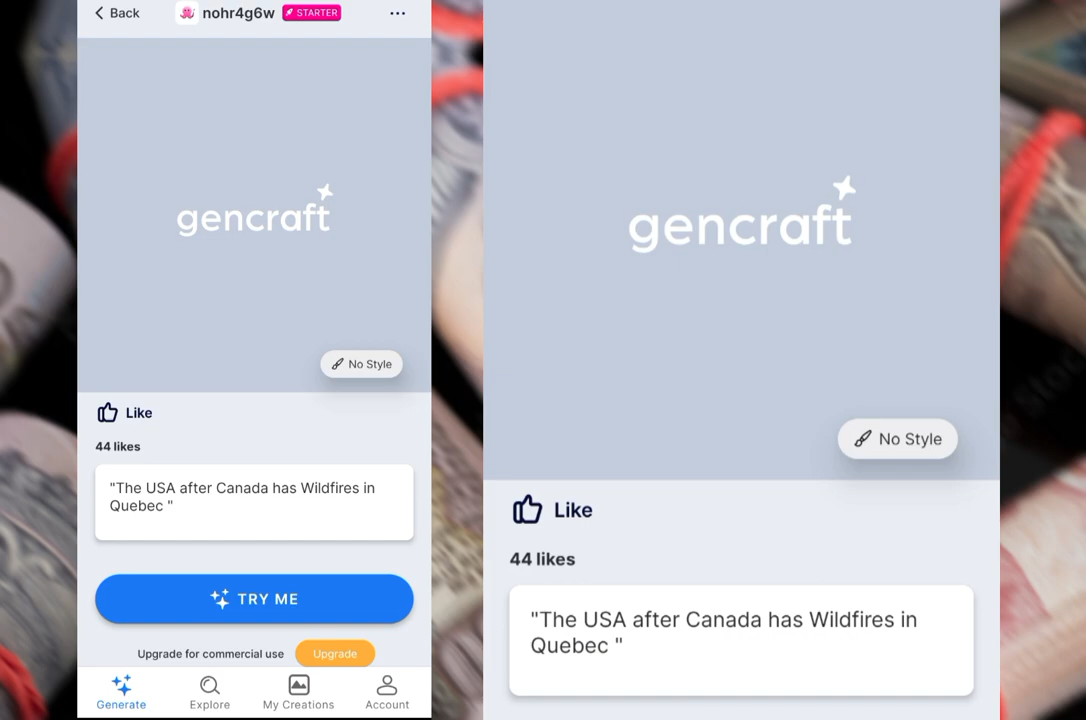 Back
nohr4g6w
STARTER
gencraft
No Style
Like
44 likes
"The USA after Canada has Wildfires in
Quebec "
TRY ME
Upgrade for commercial use
Upgrade
Generate
Explore
My Creations
Account
gencraft
No Style
Like
44 likes
"The USA after Canada has Wildfires in
Quebec "